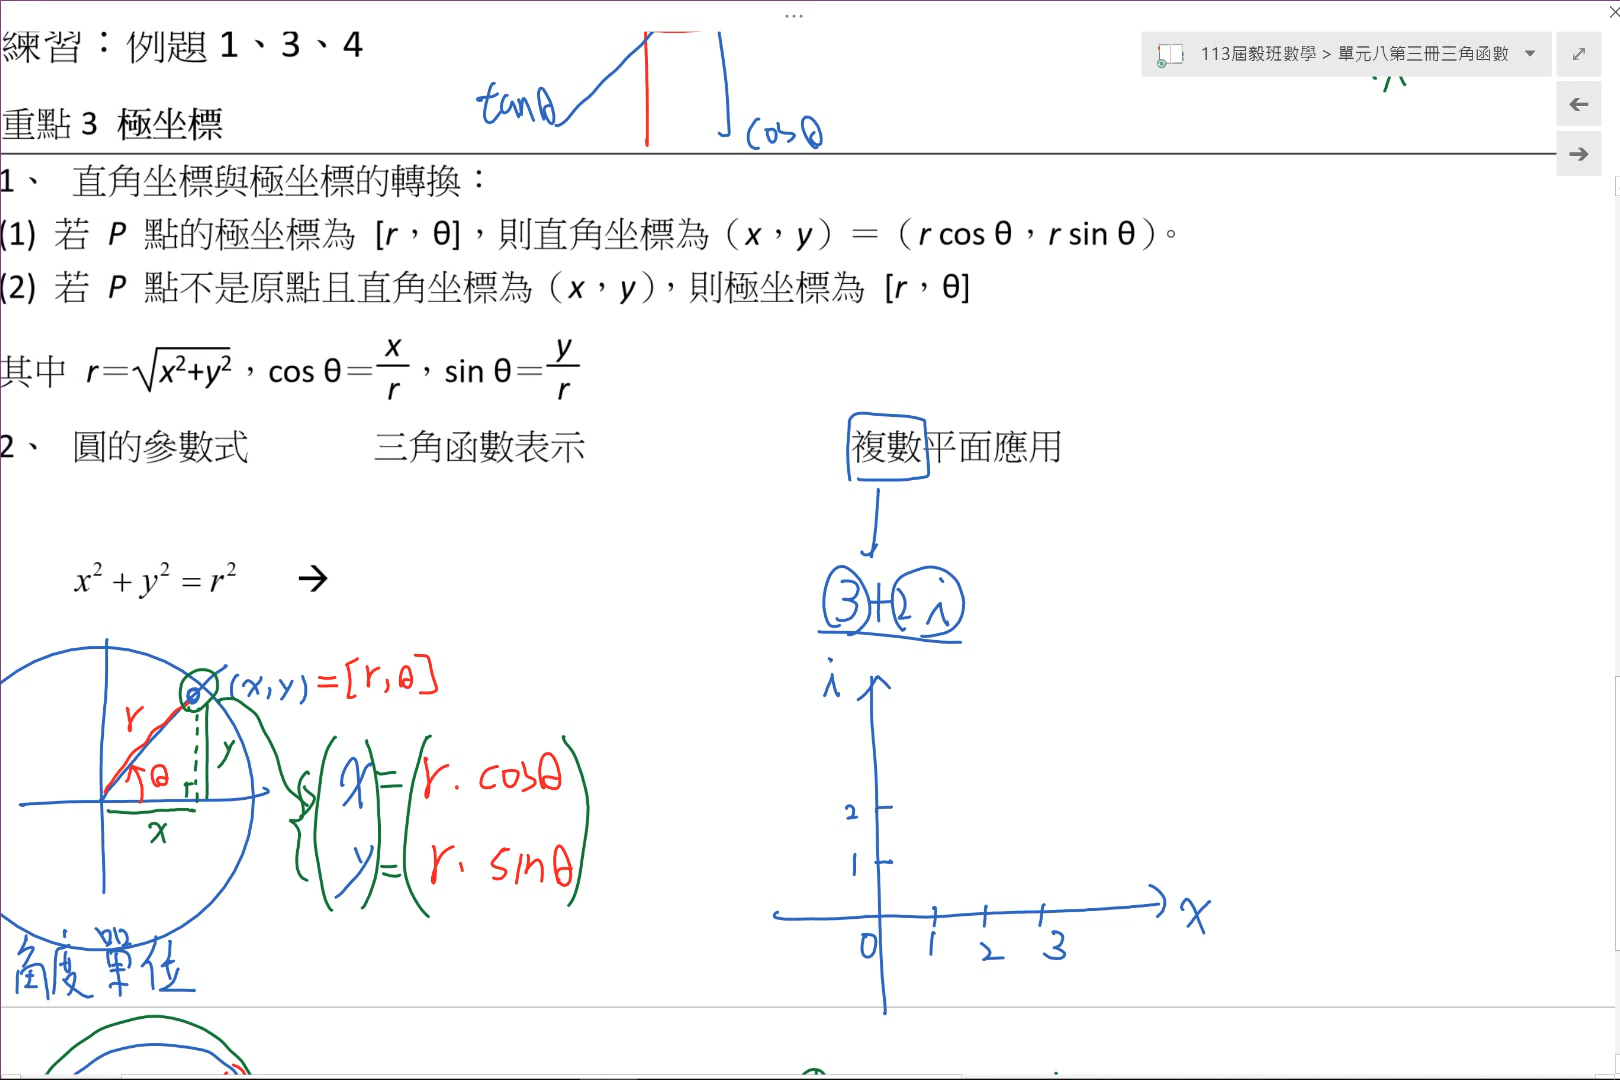 練習：例題 1、3、4
113屆毅班數學 > 單元八第三冊三角函數
tanθ
cosθ
重點 3 極坐標
1、 直角坐標與極坐標的轉換：
(1) 若 P 點的極坐標為 [r，θ]，則直角坐標為（x，y）＝（r cos θ，r sin θ）。
(2) 若 P 點不是原點且直角坐標為（x，y），則極坐標為 [r，θ]
其中 r＝√x²+y²，cos θ＝x/r，sin θ＝y/r
2、 圓的參數式 三角函數表示 複數平面應用
x² + y² = r² →
3+2i
(x,y)=[r,θ]
r
θ
y
r
x
x = r. cosθ
y = r. sinθ
i
2
1
0 1 2 3 x
角度單位